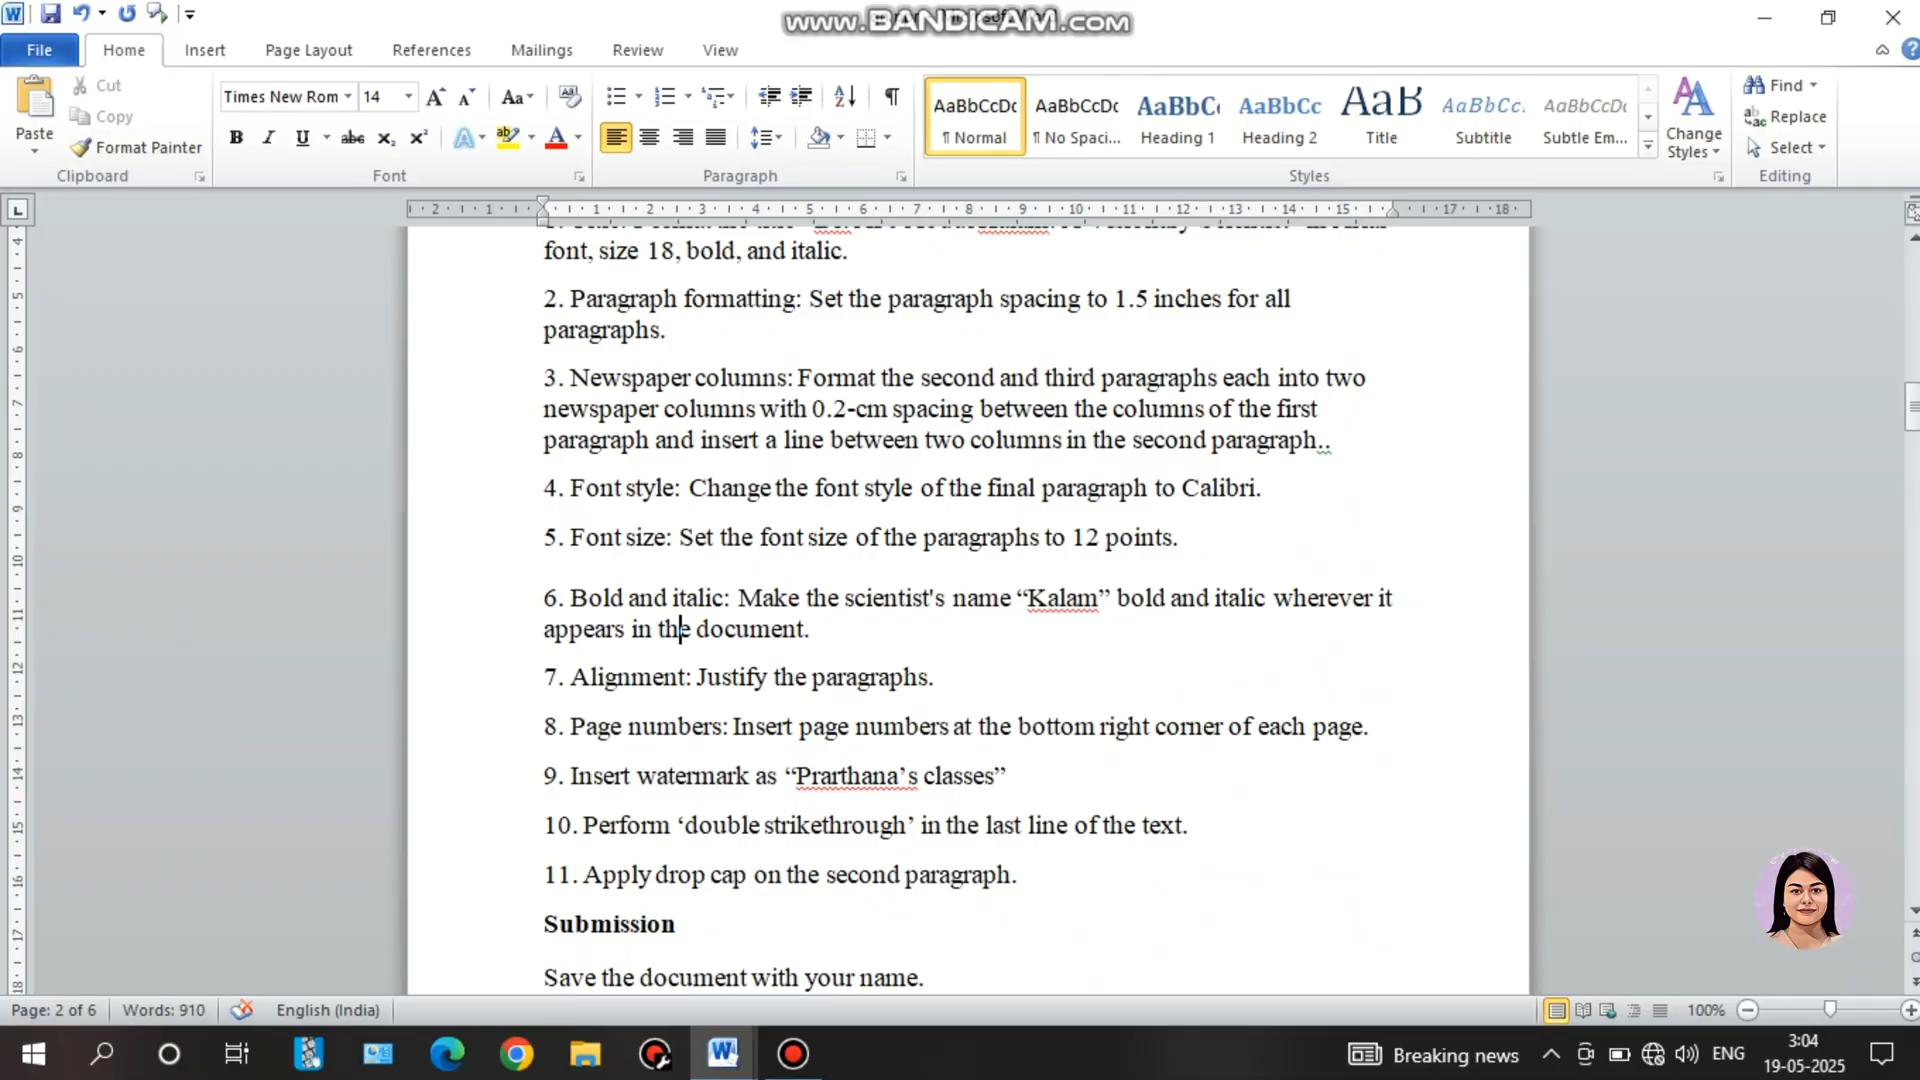 www.BANDICAM.com
File Home Insert Page Layout References Mailings Review View
Cut
Copy
Format Painter
Paste
Clipboard
Times New Rom 14
Font
Paragraph
AaBbCcDc AaBbCcDc AaBbC AaBbCc AaB AaBbCc. AaBbCcDc
¶ Normal ¶ No Spaci... Heading 1 Heading 2 Title Subtitle Subtle Em...
Change
Styles
Styles
Find
Replace
Select
Editing
font, size 18, bold, and italic.
2. Paragraph formatting: Set the paragraph spacing to 1.5 inches for all
paragraphs.
3. Newspaper columns: Format the second and third paragraphs each into two
newspaper columns with 0.2-cm spacing between the columns of the first
paragraph and insert a line between two columns in the second paragraph..
4. Font style: Change the font style of the final paragraph to Calibri.
5. Font size: Set the font size of the paragraphs to 12 points.
6. Bold and italic: Make the scientist's name “Kalam” bold and italic wherever it
appears in the document.
7. Alignment: Justify the paragraphs.
8. Page numbers: Insert page numbers at the bottom right corner of each page.
9. Insert watermark as “Prarthana’s classes”
10. Perform ‘double strikethrough’ in the last line of the text.
11. Apply drop cap on the second paragraph.
Submission
Save the document with your name.
Page: 2 of 6 Words: 910 English (India) 100%
Breaking news ENG 3:04
19-05-2025